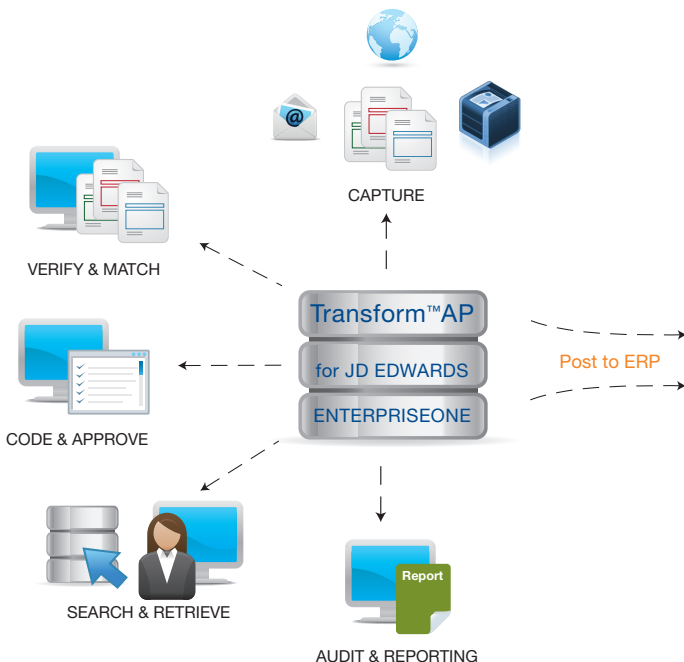 @
CAPTURE
VERIFY & MATCH
Transform™AP
for JD EDWARDS
ENTERPRISEONE
Post to ERP
CODE & APPROVE
SEARCH & RETRIEVE
Report
AUDIT & REPORTING